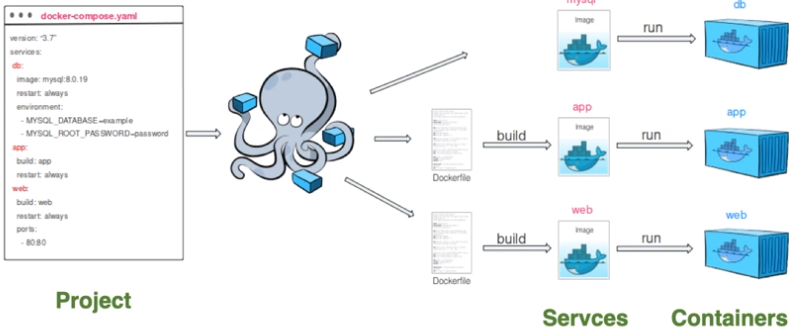 docker-compose.yaml
version: "3.7"
services:
db:
image: mysql:8.0.19
restart: always
environment:
- MYSQL_DATABASE=example
- MYSQL_ROOT_PASSWORD=password
app:
build: app
restart: always
web:
build: web
restart: always
ports:
- 80:80
Project
mysql
Image
run
db
Dockerfile
build
app
Image
run
app
Dockerfile
build
web
Image
run
web
Servces
Containers